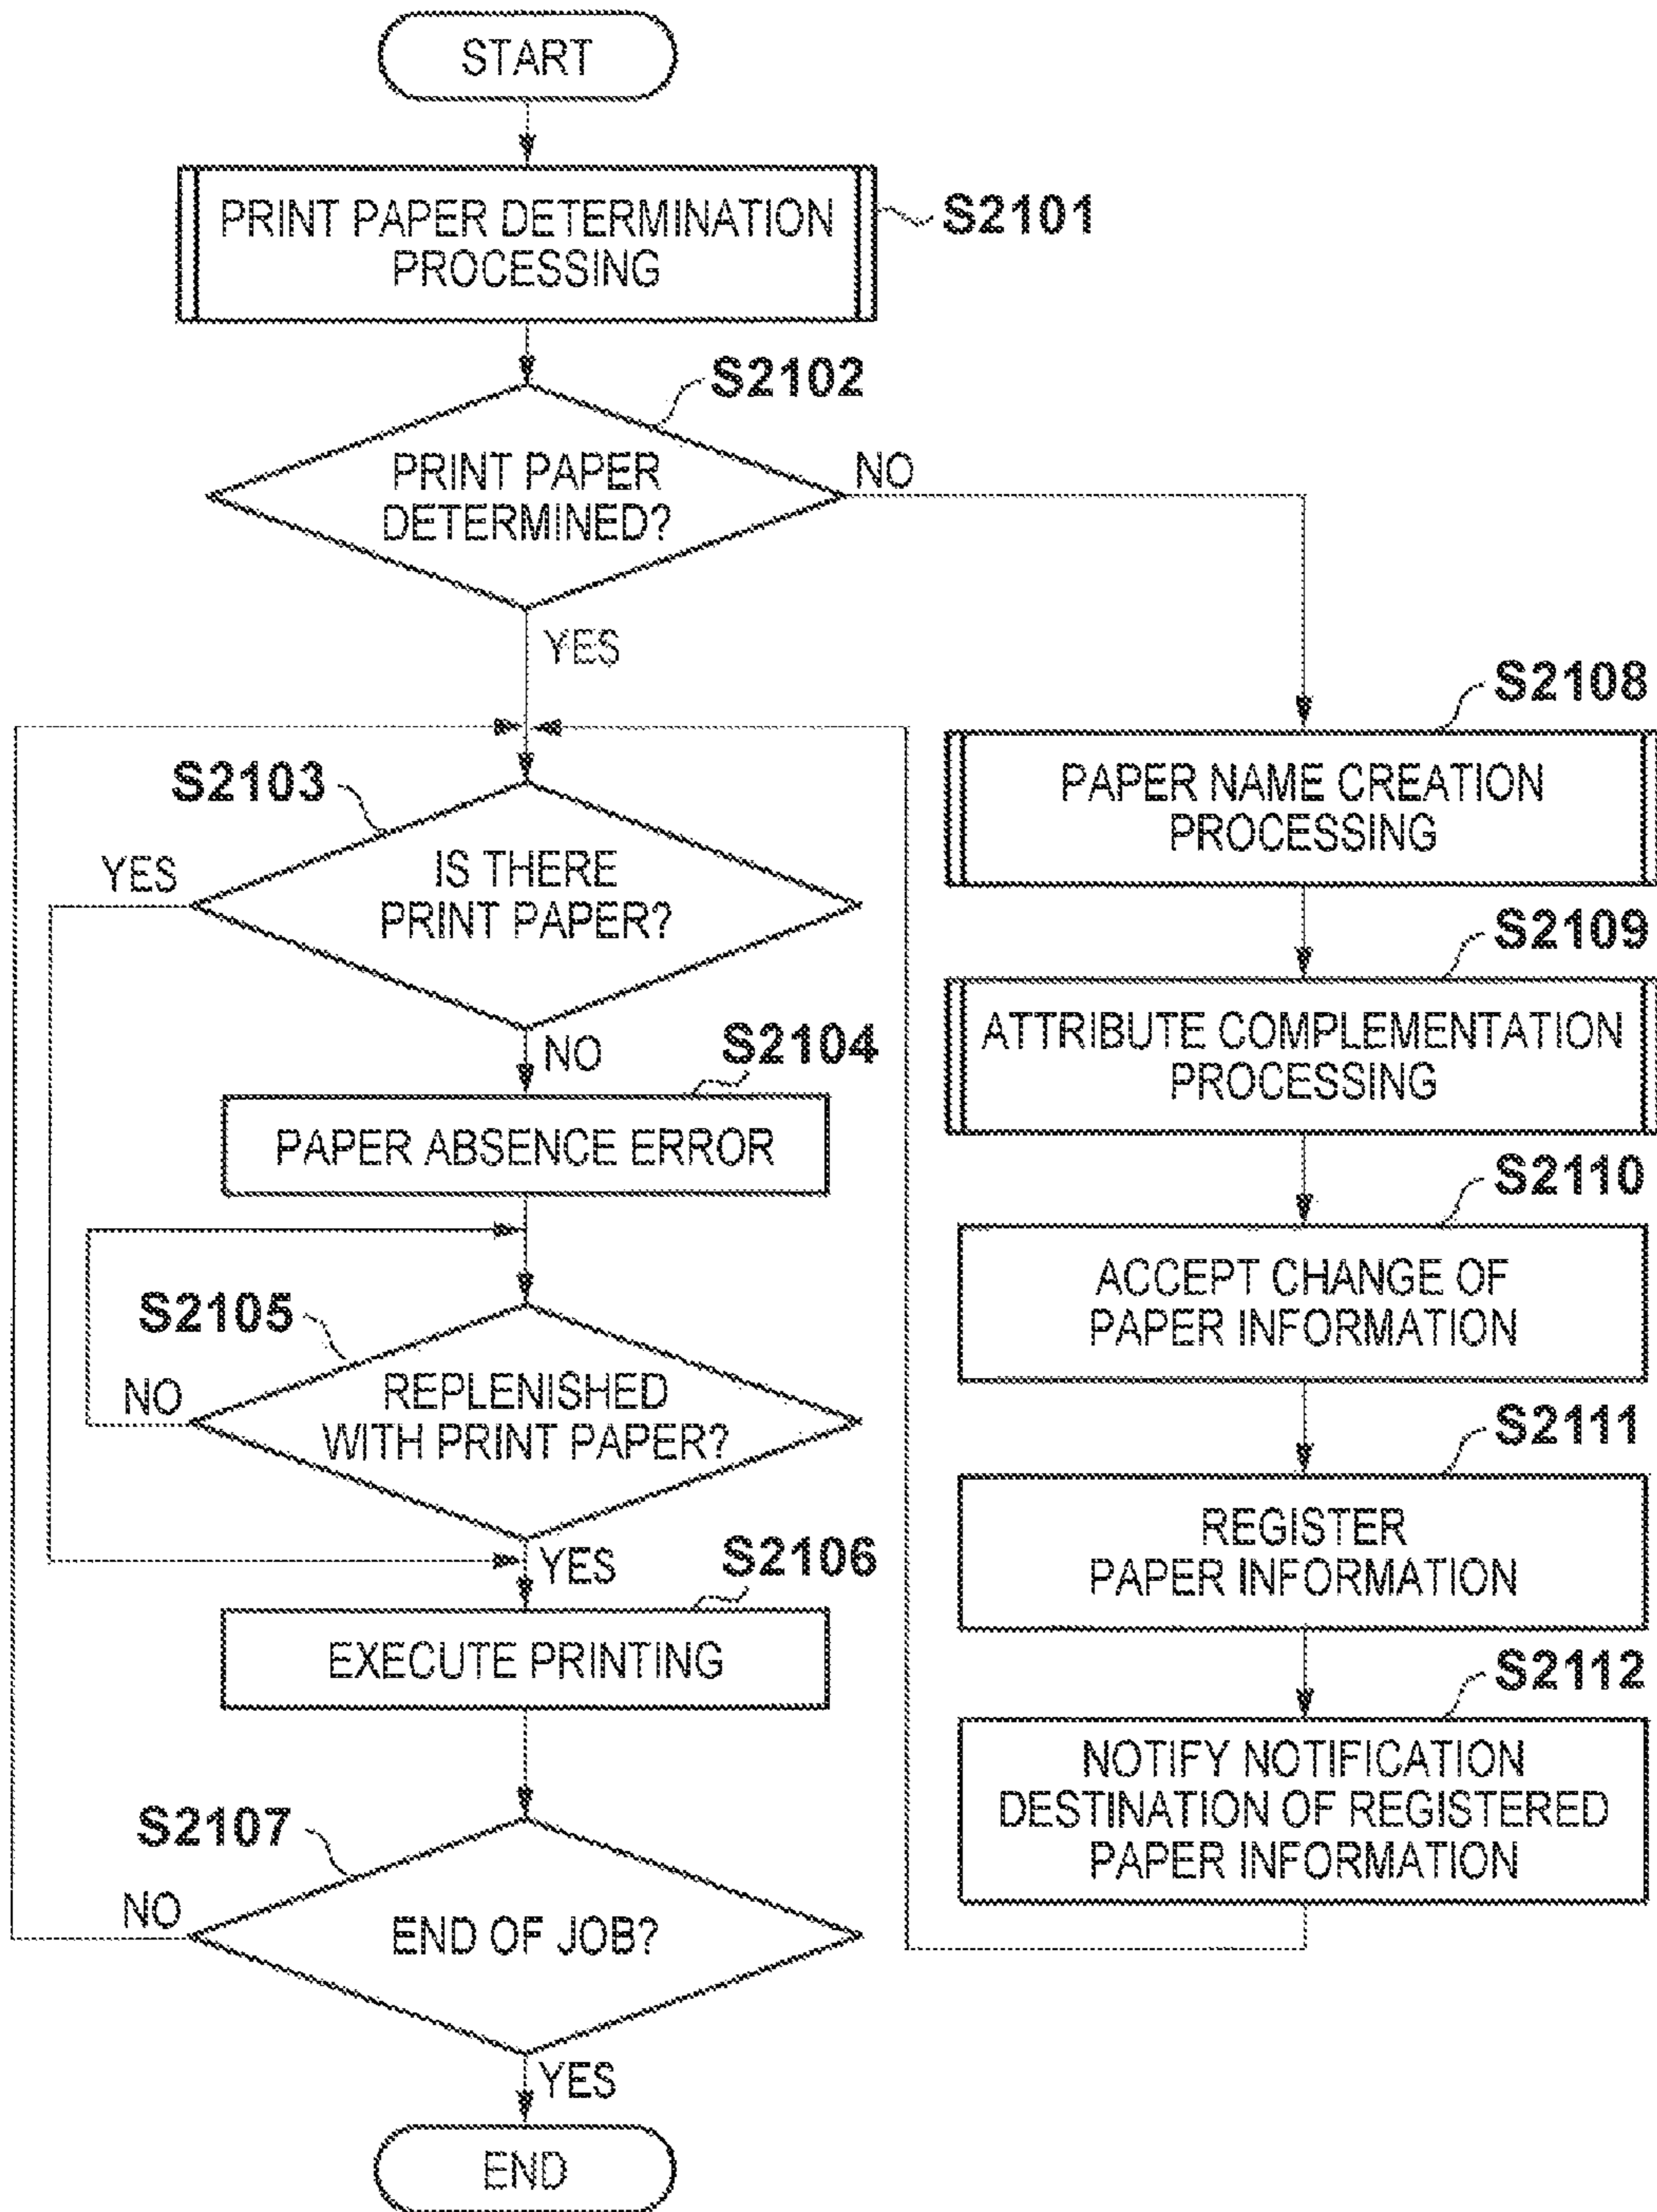 START
PRINT PAPER DETERMINATION
PROCESSING
S2101
S2102
PRINT PAPER
DETERMINED?
NO
YES
S2103
YES
IS THERE
PRINT PAPER?
NO
S2104
PAPER ABSENCE ERROR
S2105
NO
REPLENISHED
WITH PRINT PAPER?
YES
S2106
EXECUTE PRINTING
S2107
NO
END OF JOB?
YES
END
S2108
PAPER NAME CREATION
PROCESSING
S2109
ATTRIBUTE COMPLEMENTATION
PROCESSING
S2110
ACCEPT CHANGE OF
PAPER INFORMATION
S2111
REGISTER
PAPER INFORMATION
S2112
NOTIFY NOTIFICATION
DESTINATION OF REGISTERED
PAPER INFORMATION